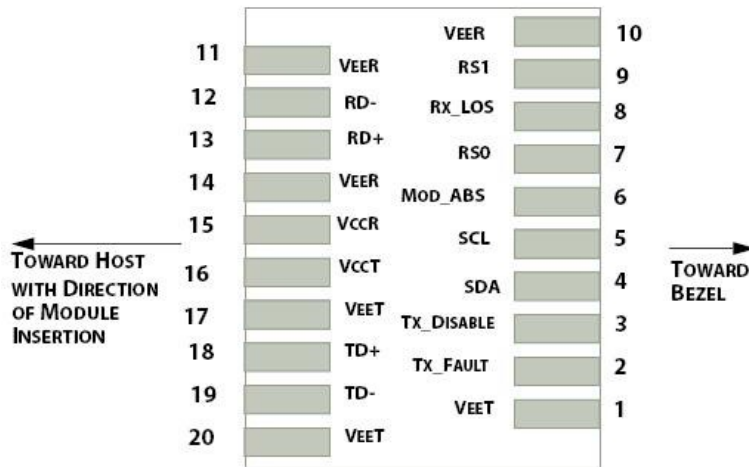 11 VEER
12 RD-
13 RD+
14 VEER
15 VCCR
16 VCCT
17 VEET
18 TD+
19 TD-
20 VEET
VEER 10
RS1 9
RX_LOS 8
RS0 7
MOD_ABS 6
SCL 5
SDA 4
TX_DISABLE 3
TX_FAULT 2
VEET 1
TOWARD HOST
WITH DIRECTION
OF MODULE
INSERTION
TOWARD
BEZEL